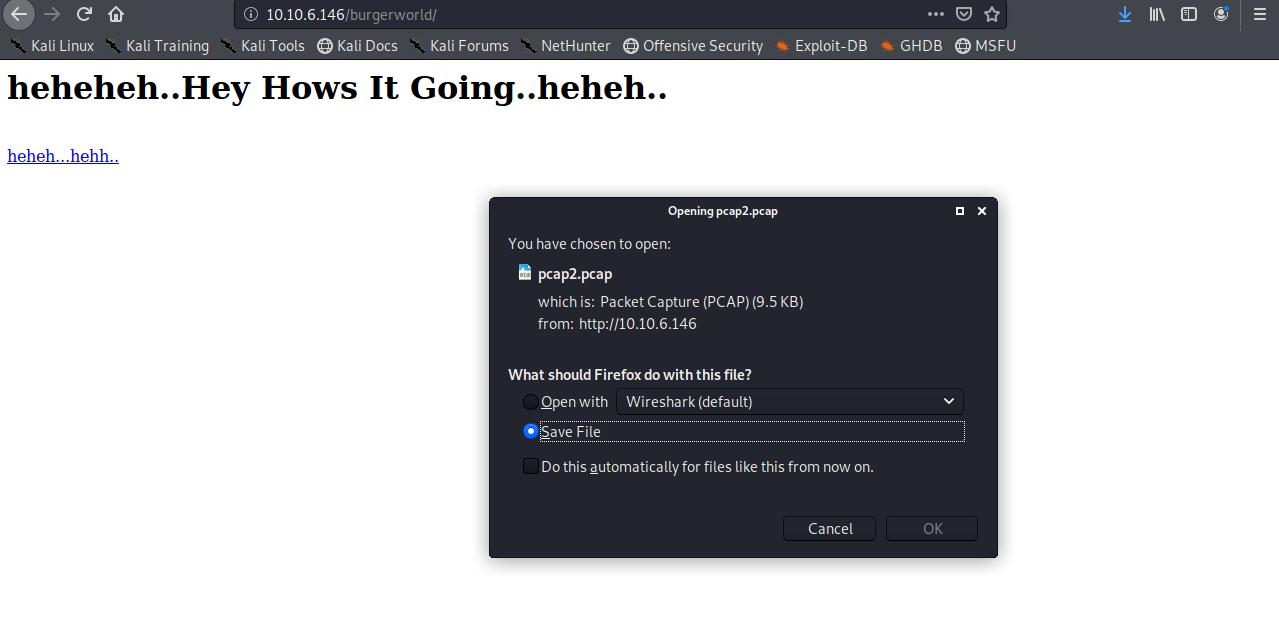 10.10.6.146/burgerworld/
Kali Linux Kali Training Kali Tools Kali Docs Kali Forums NetHunter Offensive Security Exploit-DB GHDB MSFU
heheheh..Hey Hows It Going..heheh..
heheh...hehh..
Opening pcap2.pcap
You have chosen to open:
pcap2.pcap
which is: Packet Capture (PCAP) (9.5 KB)
from: http://10.10.6.146
What should Firefox do with this file?
Open with Wireshark (default)
Save File
Do this automatically for files like this from now on.
Cancel OK